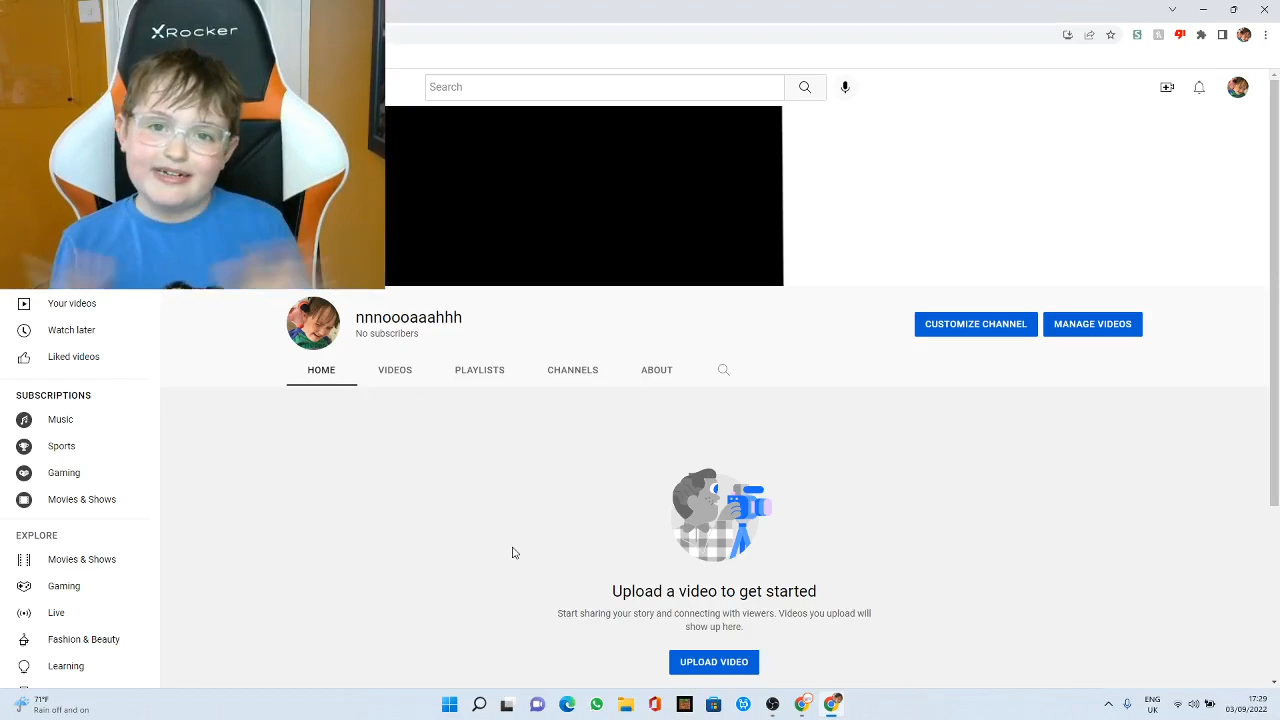 XRocker
Search
Your videos
Watch later
Liked videos
SUBSCRIPTIONS
Music
Sports
Gaming
Movies & Shows
EXPLORE
Movies & Shows
Gaming
Live
Fashion & Beauty
Learning
nnnoooaaahhh
No subscribers
CUSTOMIZE CHANNEL
MANAGE VIDEOS
HOME
VIDEOS
PLAYLISTS
CHANNELS
ABOUT
Upload a video to get started
Start sharing your story and connecting with viewers. Videos you upload will
show up here.
UPLOAD VIDEO
71°F
Rain off and on
ENG
UK
17:20
03/09/2022